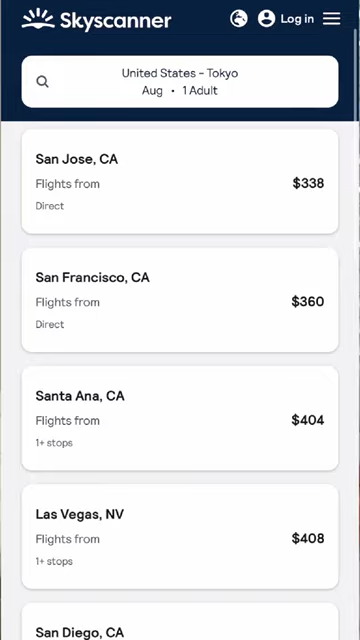 Skyscanner
Log in
United States - Tokyo
Aug • 1 Adult
San Jose, CA
Flights from
$338
Direct
San Francisco, CA
Flights from
$360
Direct
Santa Ana, CA
Flights from
$404
1+ stops
Las Vegas, NV
Flights from
$408
1+ stops
San Diego, CA